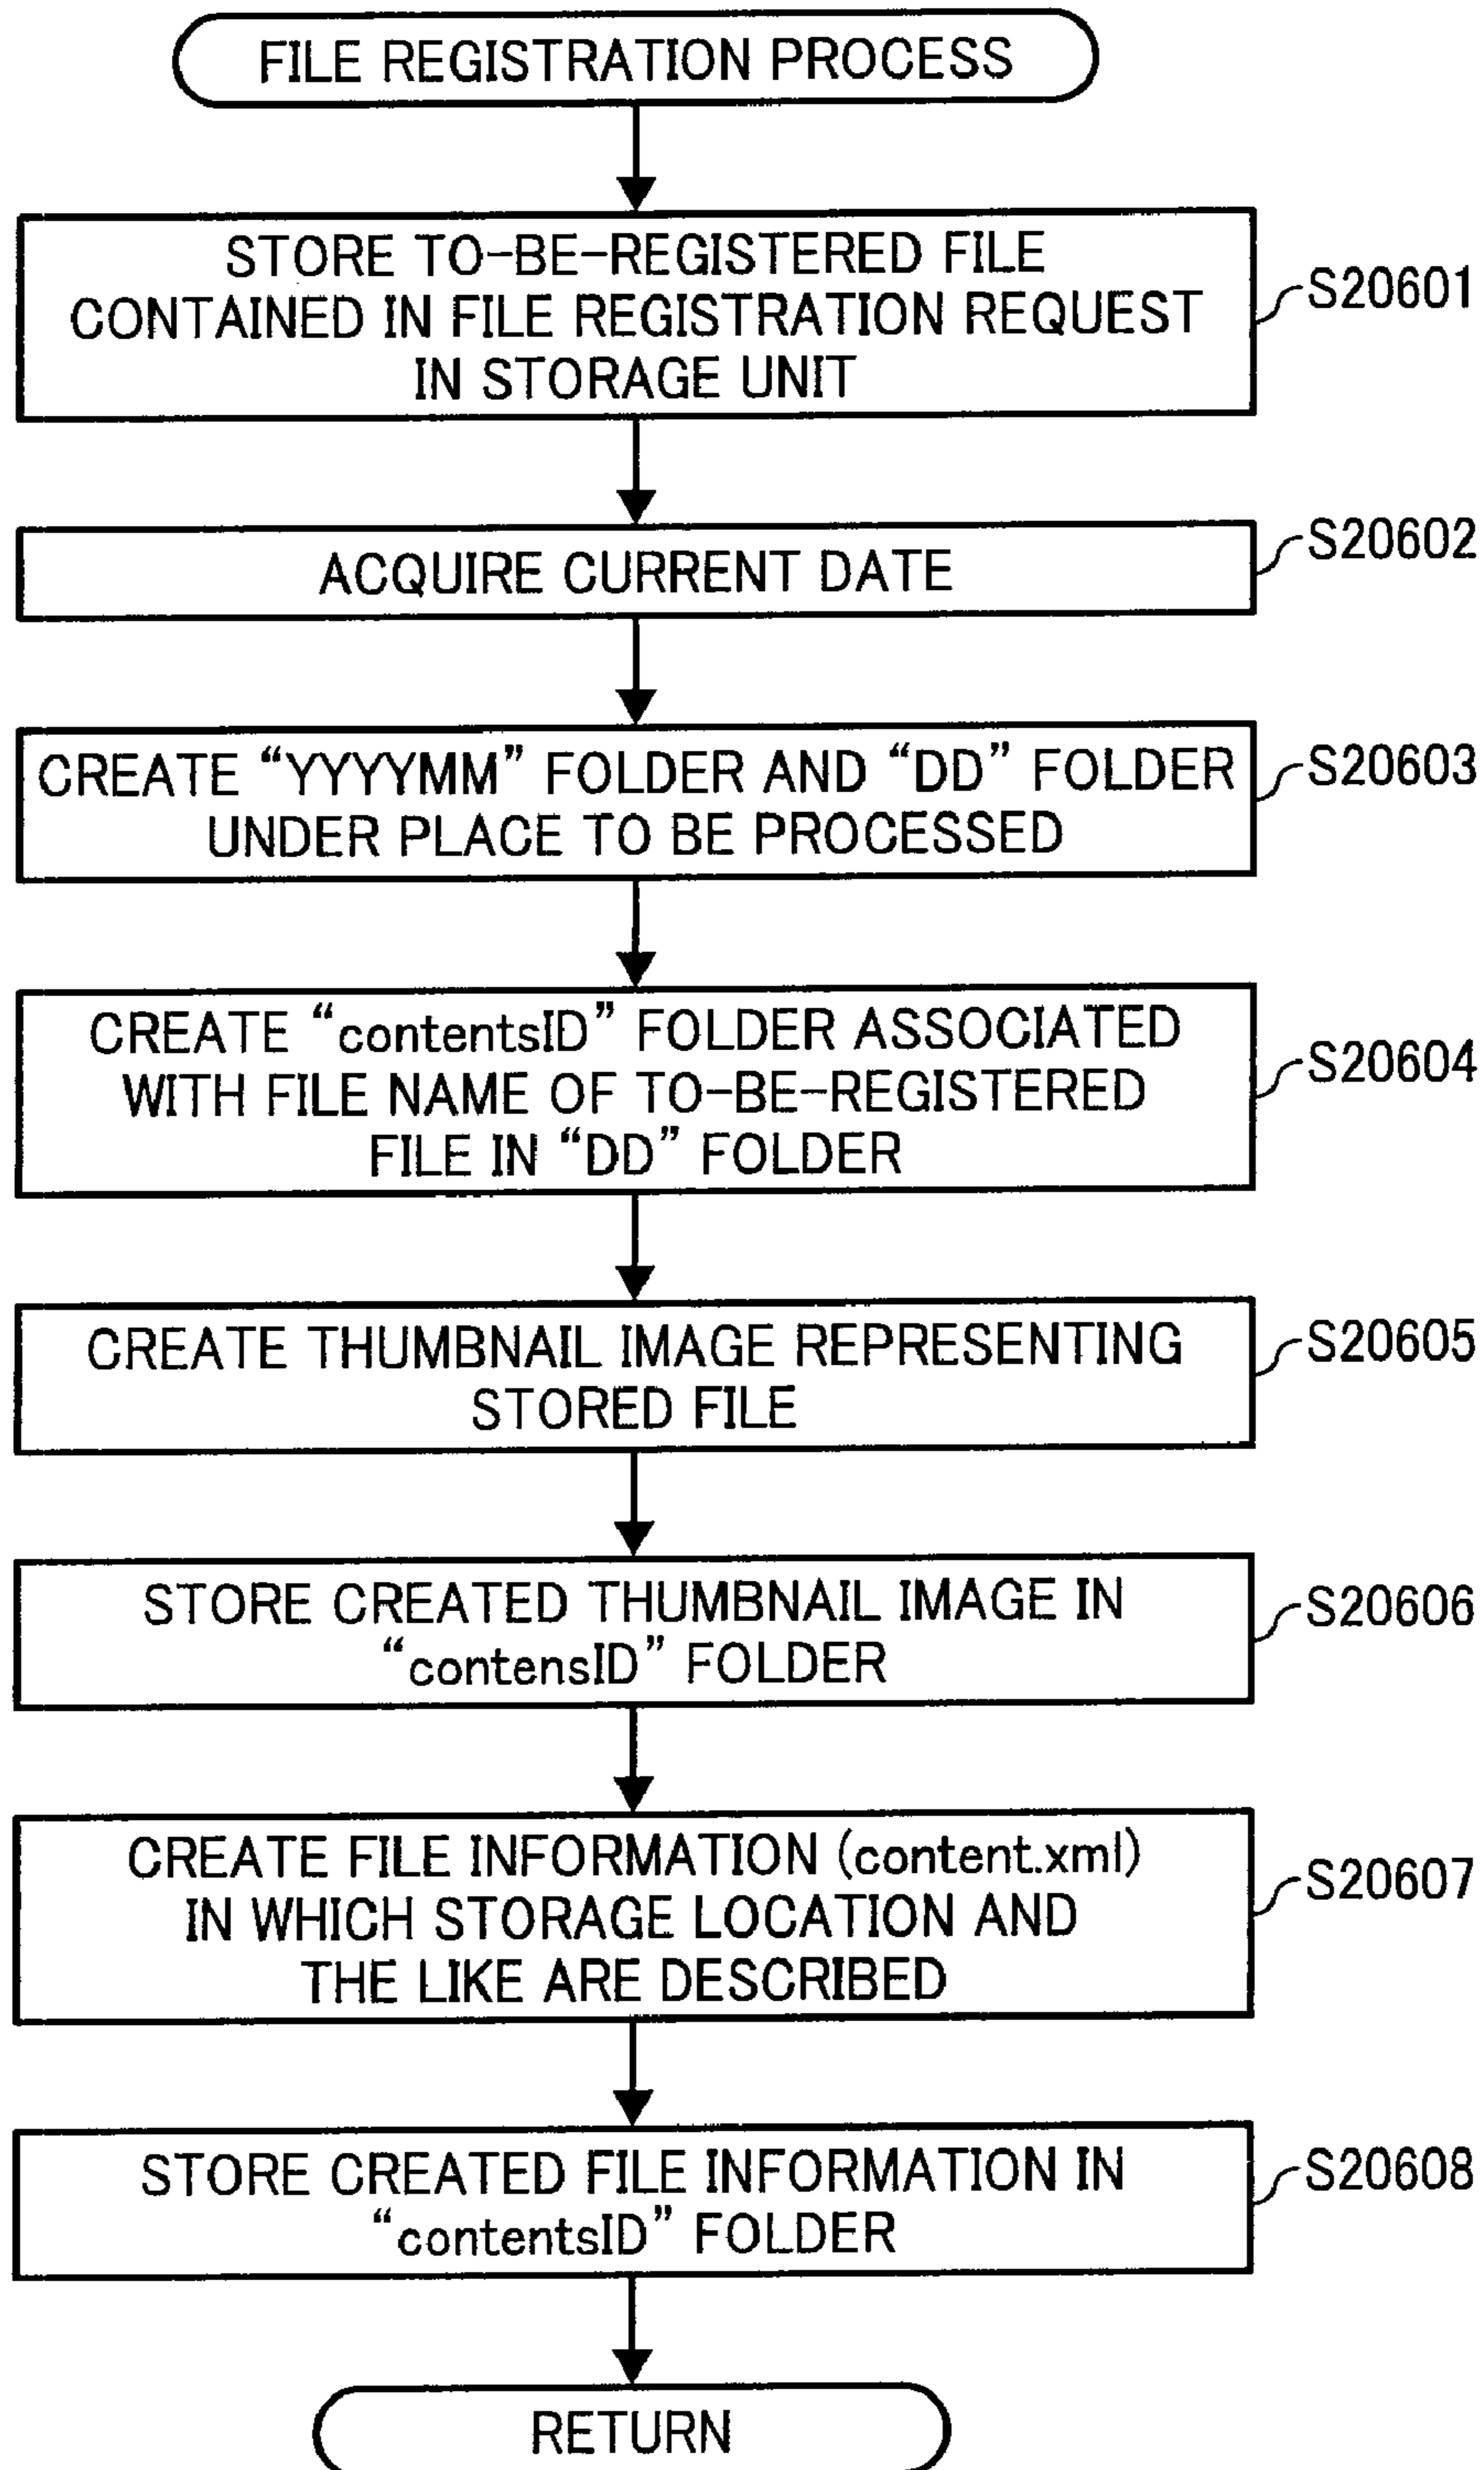 FILE REGISTRATION PROCESS
STORE TO-BE-REGISTERED FILE
CONTAINED IN FILE REGISTRATION REQUEST
IN STORAGE UNIT
S20601
ACQUIRE CURRENT DATE
S20602
CREATE “YYYYMM” FOLDER AND “DD” FOLDER
UNDER PLACE TO BE PROCESSED
S20603
CREATE “contentsID” FOLDER ASSOCIATED
WITH FILE NAME OF TO-BE-REGISTERED
FILE IN “DD” FOLDER
S20604
CREATE THUMBNAIL IMAGE REPRESENTING
STORED FILE
S20605
STORE CREATED THUMBNAIL IMAGE IN
“contensID” FOLDER
S20606
CREATE FILE INFORMATION (content.xml)
IN WHICH STORAGE LOCATION AND
THE LIKE ARE DESCRIBED
S20607
STORE CREATED FILE INFORMATION IN
“contentsID” FOLDER
S20608
RETURN